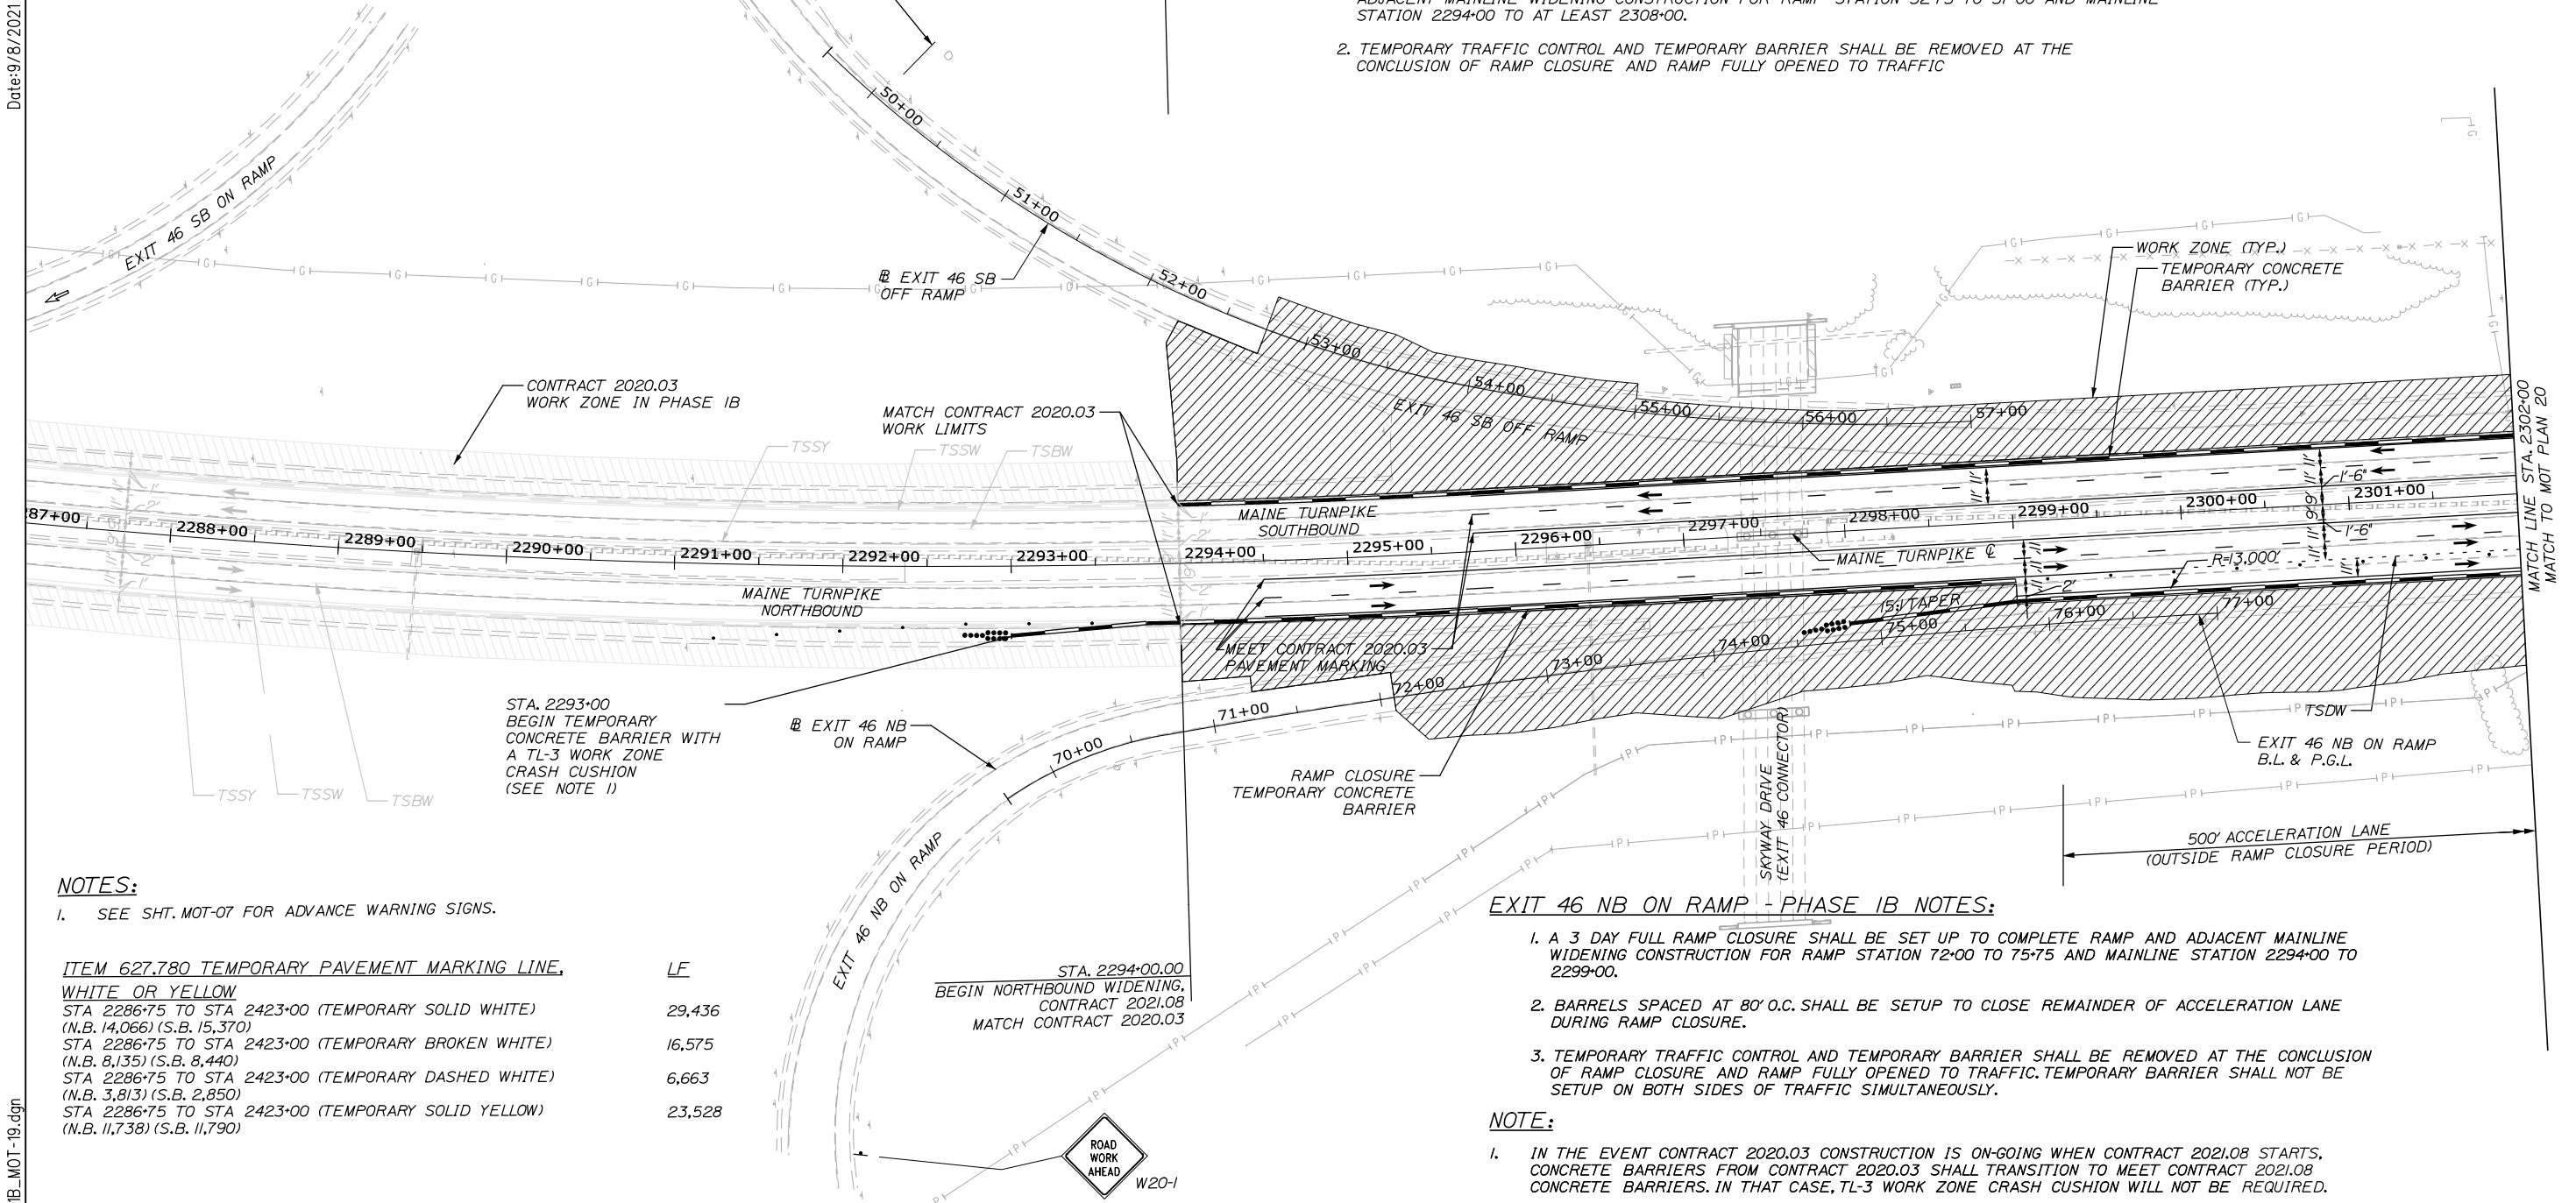 Date:9/8/2021
1B_MOT-19.dgn
STATION 2294+00 TO AT LEAST 2308+00.
2. TEMPORARY TRAFFIC CONTROL AND TEMPORARY BARRIER SHALL BE REMOVED AT THE
CONCLUSION OF RAMP CLOSURE AND RAMP FULLY OPENED TO TRAFFIC
50+00
51+00
52+00
53+00
54+00
55+00
56+00
57+00
EXIT 46 SB ON RAMP
EXIT 46 SB
OFF RAMP
WORK ZONE (TYP.)
TEMPORARY CONCRETE
BARRIER (TYP.)
EXIT 46 SB OFF RAMP
CONTRACT 2020.03
WORK ZONE IN PHASE 1B
MATCH CONTRACT 2020.03
WORK LIMITS
TSSY
TSSW
TSBW
MATCH LINE STA. 2302+00
MATCH TO MOT PLAN 20
87+00
2288+00
2289+00
2290+00
2291+00
2292+00
2293+00
2294+00
2295+00
2296+00
2297+00
2298+00
2299+00
2300+00
2301+00
MAINE TURNPIKE
SOUTHBOUND
MAINE TURNPIKE
NORTHBOUND
MAINE TURNPIKE ℄
11'
11'
1'-6"
9'
1'-6"
11'
2'
R=13,000'
15:1 TAPER
MEET CONTRACT 2020.03
PAVEMENT MARKING
70+00
71+00
72+00
73+00
74+00
75+00
76+00
77+00
STA. 2293+00
BEGIN TEMPORARY
CONCRETE BARRIER WITH
A TL-3 WORK ZONE
CRASH CUSHION
(SEE NOTE 1)
TSSY
TSSW
TSBW
EXIT 46 NB
ON RAMP
EXIT 46 NB ON RAMP
RAMP CLOSURE
TEMPORARY CONCRETE
BARRIER
SKYWAY DRIVE
(EXIT 46 CONNECTOR)
TSDW
EXIT 46 NB ON RAMP
B.L. & P.G.L.
500' ACCELERATION LANE
(OUTSIDE RAMP CLOSURE PERIOD)
STA. 2294+00.00
BEGIN NORTHBOUND WIDENING,
CONTRACT 2021.08
MATCH CONTRACT 2020.03
ROAD
WORK
AHEAD
W20-1
NOTES:
1. SEE SHT. MOT-07 FOR ADVANCE WARNING SIGNS.
ITEM 627.780 TEMPORARY PAVEMENT MARKING LINE, LF
WHITE OR YELLOW
STA 2286+75 TO STA 2423+00 (TEMPORARY SOLID WHITE) 29,436
(N.B. 14,066) (S.B. 15,370)
STA 2286+75 TO STA 2423+00 (TEMPORARY BROKEN WHITE) 16,575
(N.B. 8,135) (S.B. 8,440)
STA 2286+75 TO STA 2423+00 (TEMPORARY DASHED WHITE) 6,663
(N.B. 3,813) (S.B. 2,850)
STA 2286+75 TO STA 2423+00 (TEMPORARY SOLID YELLOW) 23,528
(N.B. 11,738) (S.B. 11,790)
EXIT 46 NB ON RAMP - PHASE 1B NOTES:
1. A 3 DAY FULL RAMP CLOSURE SHALL BE SET UP TO COMPLETE RAMP AND ADJACENT MAINLINE
WIDENING CONSTRUCTION FOR RAMP STATION 72+00 TO 75+75 AND MAINLINE STATION 2294+00 TO
2299+00.
2. BARRELS SPACED AT 80' O.C. SHALL BE SETUP TO CLOSE REMAINDER OF ACCELERATION LANE
DURING RAMP CLOSURE.
3. TEMPORARY TRAFFIC CONTROL AND TEMPORARY BARRIER SHALL BE REMOVED AT THE CONCLUSION
OF RAMP CLOSURE AND RAMP FULLY OPENED TO TRAFFIC. TEMPORARY BARRIER SHALL NOT BE
SETUP ON BOTH SIDES OF TRAFFIC SIMULTANEOUSLY.
NOTE:
1. IN THE EVENT CONTRACT 2020.03 CONSTRUCTION IS ON-GOING WHEN CONTRACT 2021.08 STARTS,
CONCRETE BARRIERS FROM CONTRACT 2020.03 SHALL TRANSITION TO MEET CONTRACT 2021.08
CONCRETE BARRIERS. IN THAT CASE, TL-3 WORK ZONE CRASH CUSHION WILL NOT BE REQUIRED.